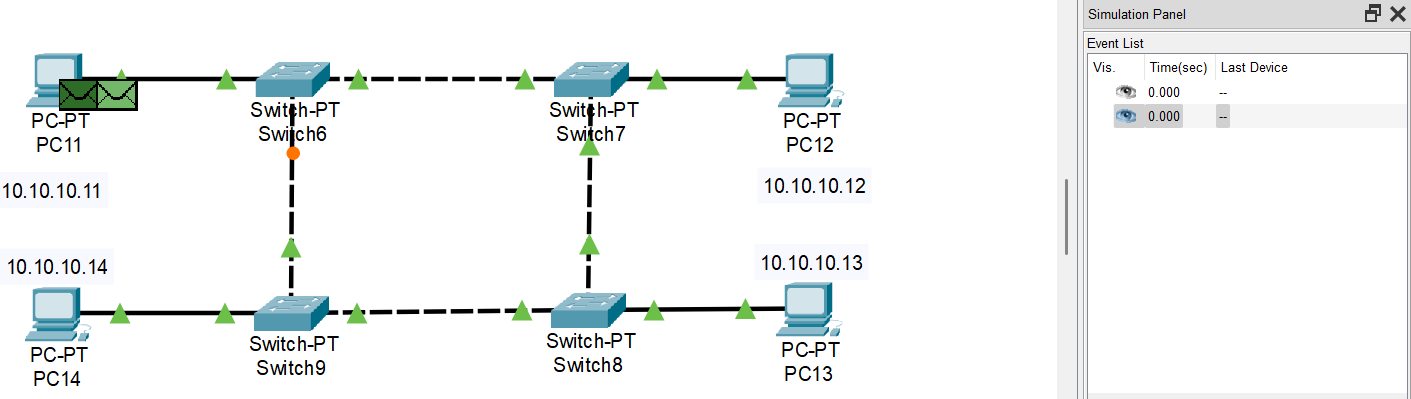 Simulation Panel
Event List
Vis. Time(sec) Last Device
0.000 --
0.000 --
PC-PT
PC11
Switch-PT
Switch6
Switch-PT
Switch7
PC-PT
PC12
10.10.10.11
10.10.10.12
10.10.10.14
10.10.10.13
PC-PT
PC14
Switch-PT
Switch9
Switch-PT
Switch8
PC-PT
PC13